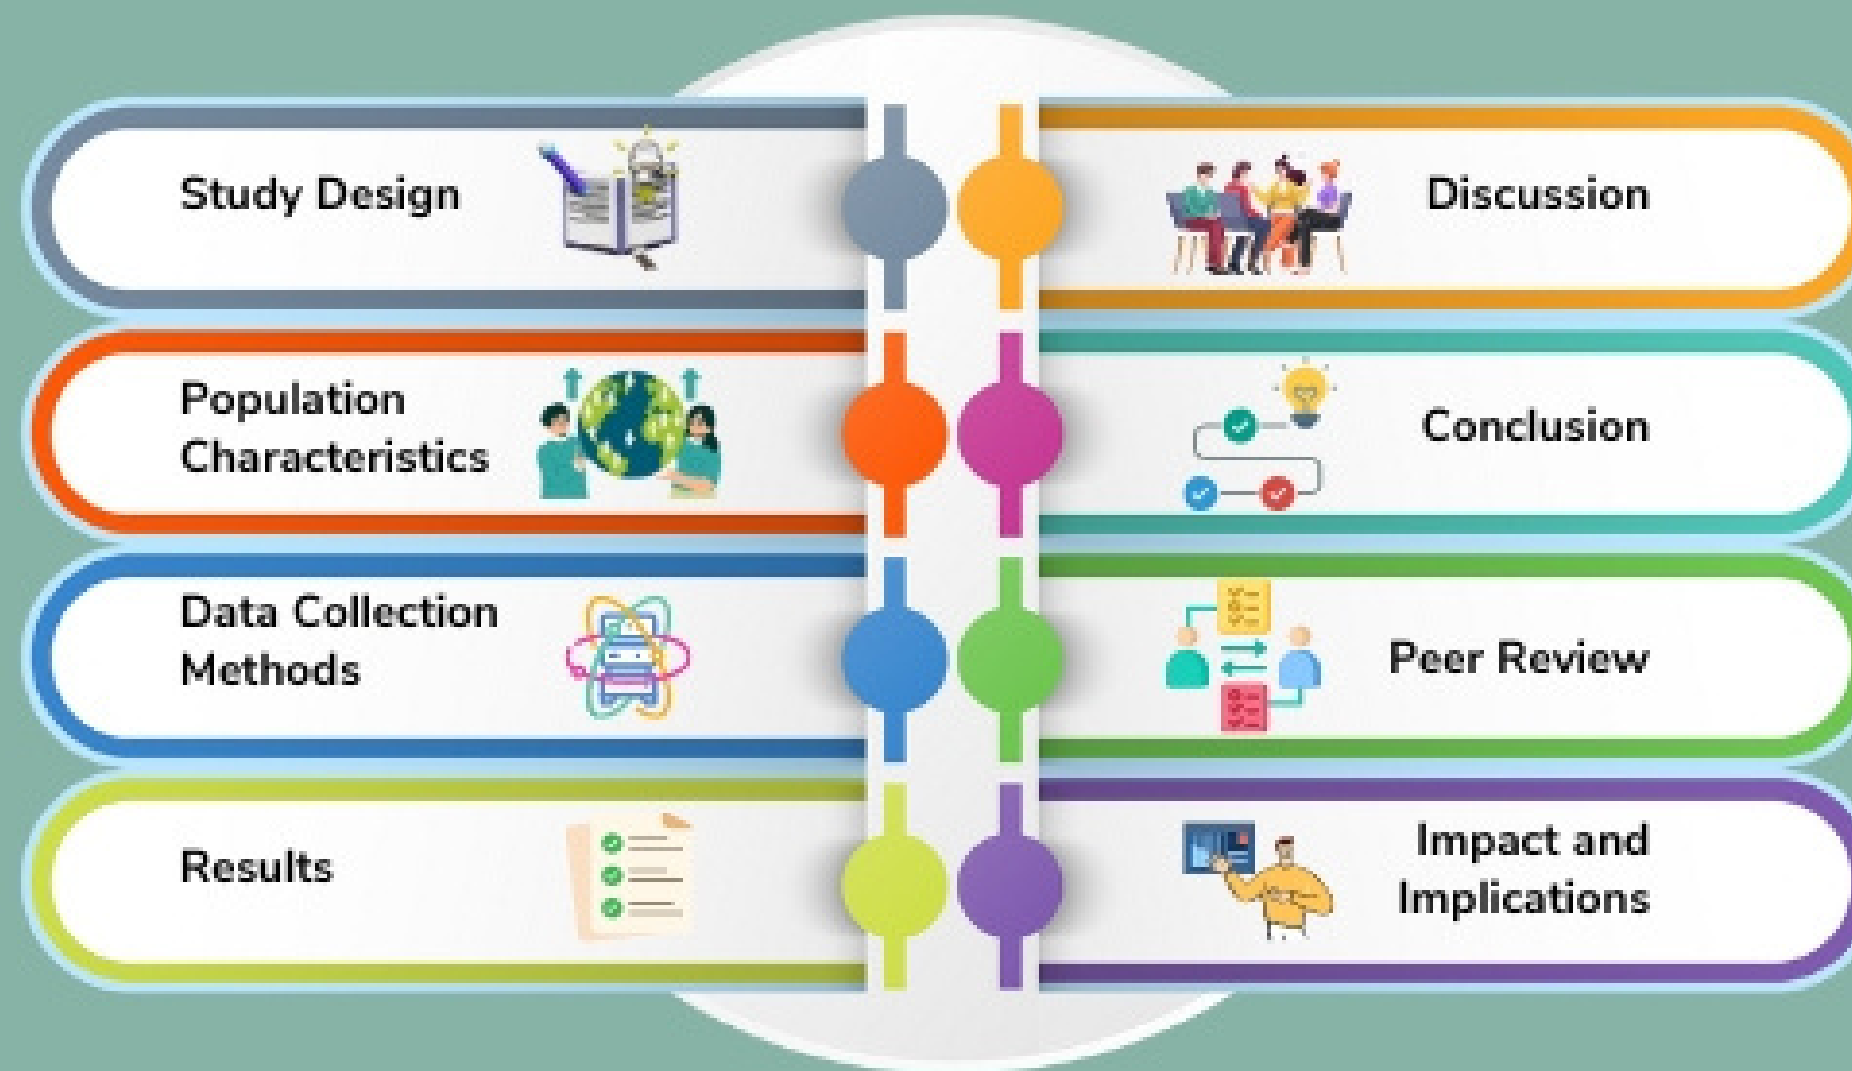 Study Design
Population
Characteristics
Data Collection
Methods
Results
Discussion
Conclusion
Peer Review
Impact and
Implications